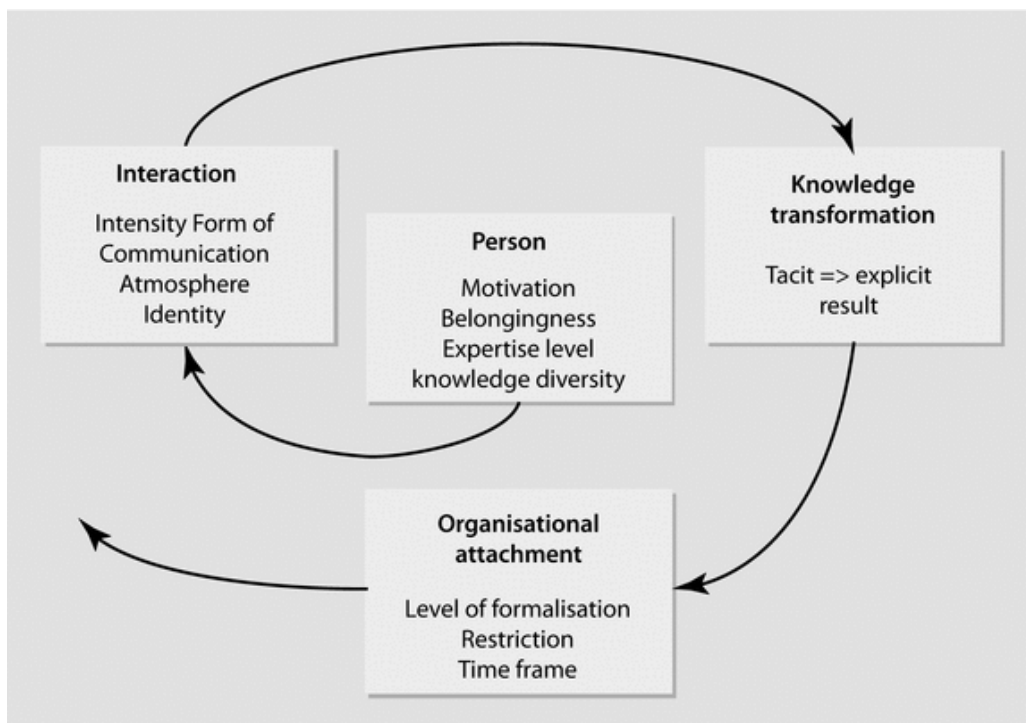 Interaction
Intensity Form of
Communication
Atmosphere
Identity
Person
Motivation
Belongingness
Expertise level
knowledge diversity
Knowledge
transformation
Tacit => explicit
result
Organisational
attachment
Level of formalisation
Restriction
Time frame